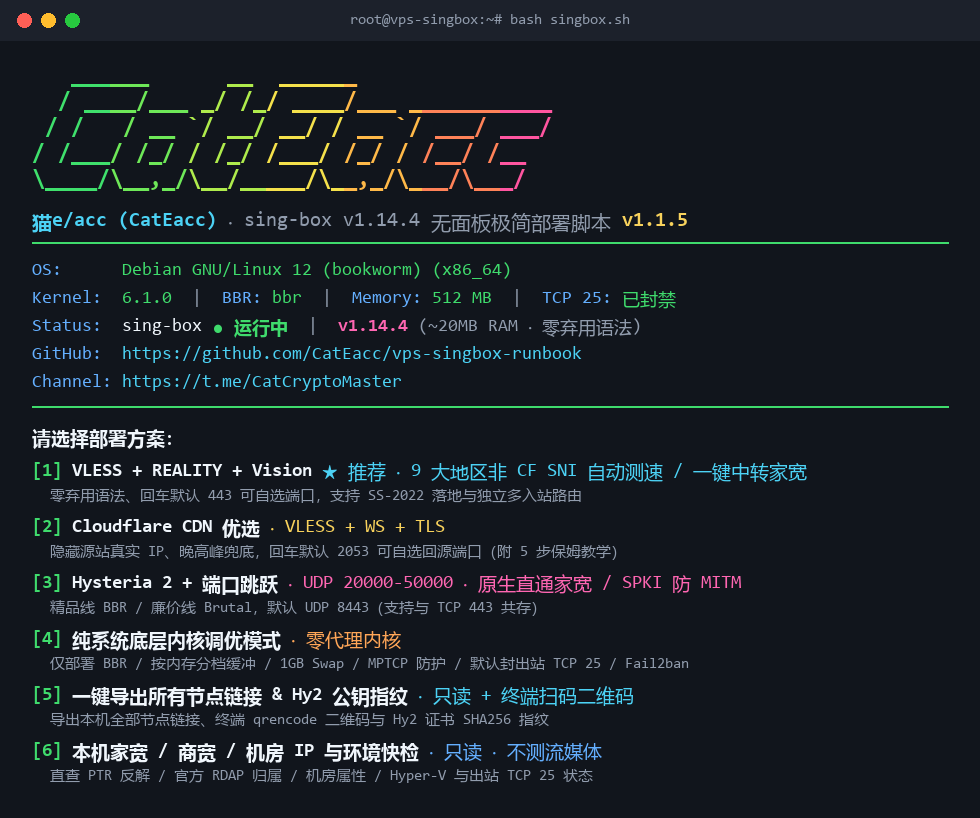 root@vps-singbox:~# bash singbox.sh
CatEacc
猫e/acc (CatEacc) · sing-box v1.14.4 无面板极简部署脚本 v1.1.5
OS: Debian GNU/Linux 12 (bookworm) (x86_64)
Kernel: 6.1.0 | BBR: bbr | Memory: 512 MB | TCP 25: 已封禁
Status: sing-box ● 运行中 | v1.14.4 (~20MB RAM · 零弃用语法)
GitHub: https://github.com/CatEacc/vps-singbox-runbook
Channel: https://t.me/CatCryptoMaster
请选择部署方案:
[1] VLESS + REALITY + Vision ★ 推荐 · 9 大地区非 CF SNI 自动测速 / 一键中转家宽
零弃用语法、回车默认 443 可自选端口，支持 SS-2022 落地与独立多入站路由
[2] Cloudflare CDN 优选 · VLESS + WS + TLS
隐藏源站真实 IP、晚高峰兜底，回车默认 2053 可自选回源端口 (附 5 步保姆教学)
[3] Hysteria 2 + 端口跳跃 · UDP 20000-50000 · 原生直通家宽 / SPKI 防 MITM
精品线 BBR / 廉价线 Brutal，默认 UDP 8443 (支持与 TCP 443 共存)
[4] 纯系统底层内核调优模式 · 零代理内核
仅部署 BBR / 按内存分档缓冲 / 1GB Swap / MPTCP 防护 / 默认封出站 TCP 25 / Fail2ban
[5] 一键导出所有节点链接 & Hy2 公钥指纹 · 只读 + 终端扫码二维码
导出本机全部节点链接、终端 qrencode 二维码与 Hy2 证书 SHA256 指纹
[6] 本机家宽 / 商宽 / 机房 IP 与环境快检 · 只读 · 不测流媒体
直查 PTR 反解 / 官方 RDAP 归属 / 机房属性 / Hyper-V 与出站 TCP 25 状态